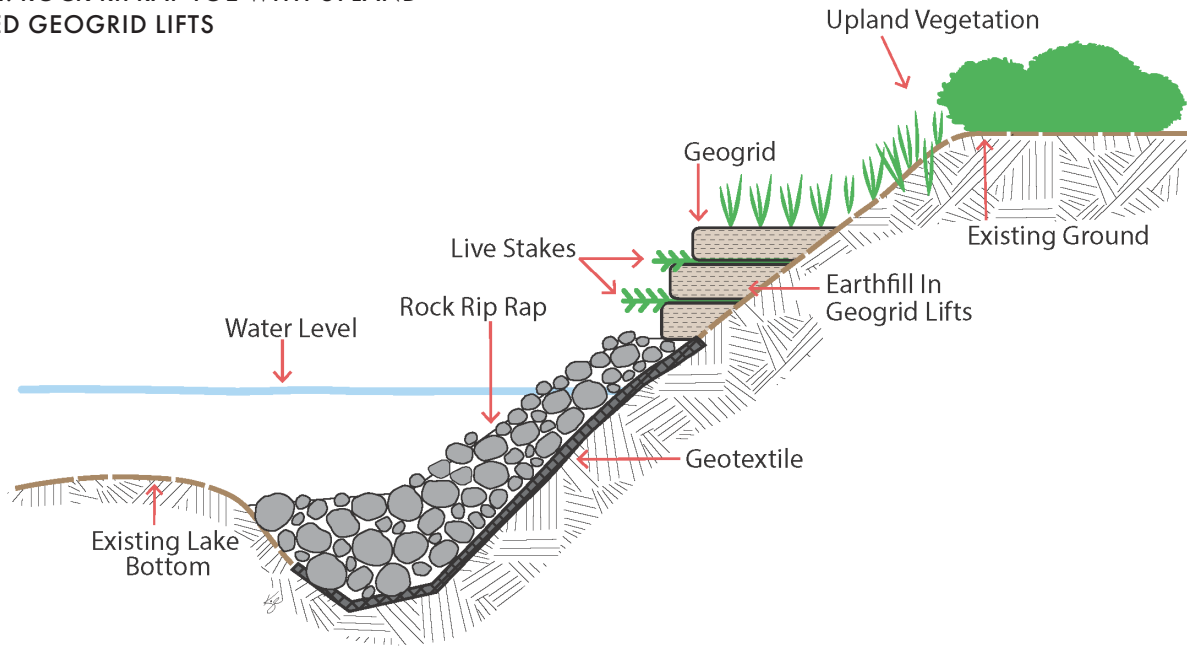 ED GEOGRID LIFTS
Upland Vegetation
Geogrid
Existing Ground
Live Stakes
Earthfill In
Geogrid Lifts
Rock Rip Rap
Water Level
Geotextile
Existing Lake
Bottom